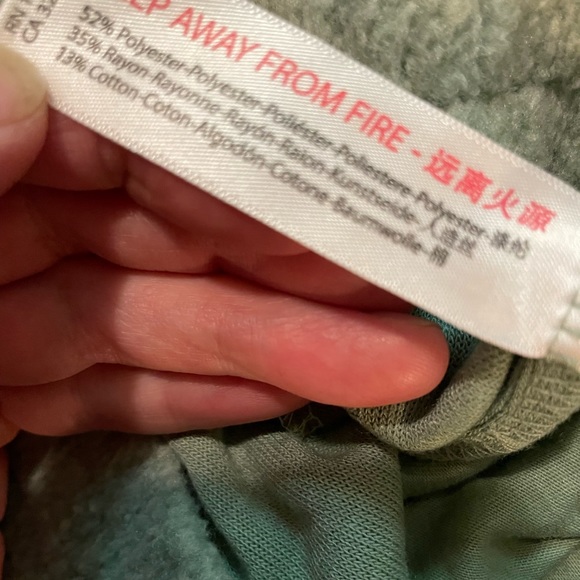 EEP AWAY FROM FIRE - 远离火源
52% Polyester-Polyester-Poliéster-Poliestere-Polyester-涤纶
35% Rayon-Rayonne-Rayón-Raion-Kunstseide-人造丝
13% Cotton-Coton-Algodón-Cotone-Baumwolle-棉